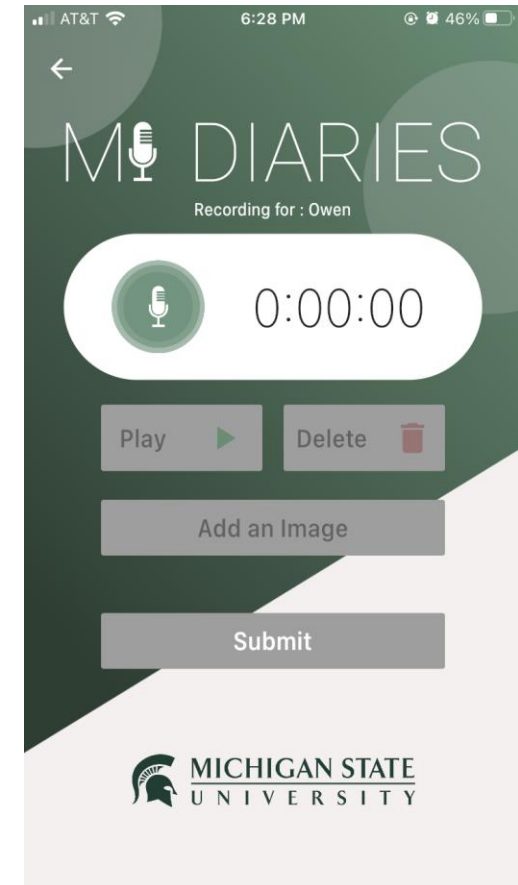 AT&T 6:28 PM 46%
MI DIARIES
Recording for : Owen
0:00:00
Play Delete
Add an Image
Submit
MICHIGAN STATE
UNIVERSITY